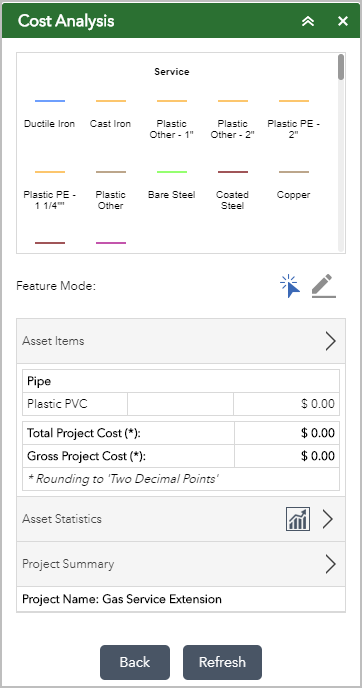 Cost Analysis
Service
Ductile Iron
Cast Iron
Plastic
Other - 1"
Plastic
Other - 2"
Plastic PE -
2"
Plastic PE -
1 1/4""
Plastic
Other
Bare Steel
Coated
Steel
Copper
Feature Mode:
Asset Items
Pipe
Plastic PVC $ 0.00
Total Project Cost (*): $ 0.00
Gross Project Cost (*): $ 0.00
* Rounding to 'Two Decimal Points'
Asset Statistics
Project Summary
Project Name: Gas Service Extension
Back Refresh